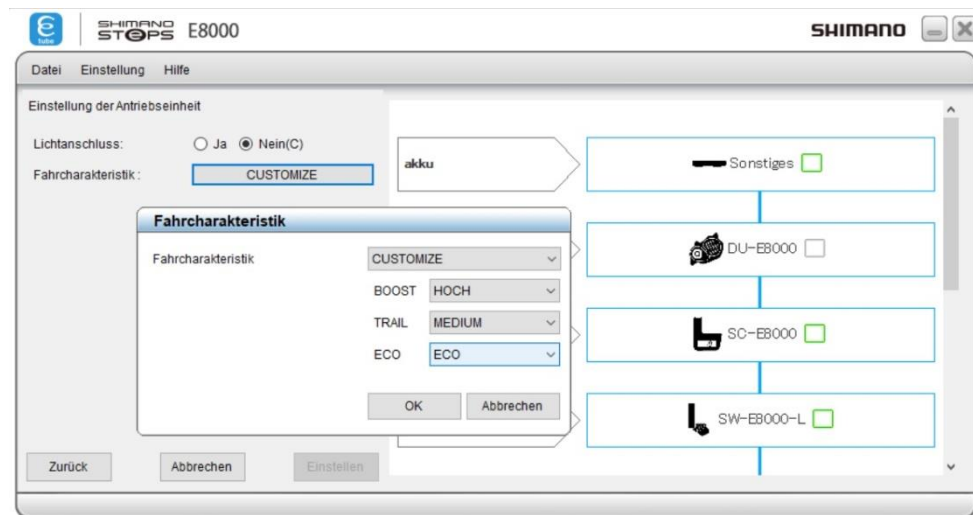 e
tube
SHIMANO
STEPS E8000
SHIMANO
Datei Einstellung Hilfe
Einstellung der Antriebseinheit
Lichtanschluss: Ja Nein(C)
Fahrcharakteristik : CUSTOMIZE
akku
Sonstiges
DU-E8000
SC-E8000
SW-E8000-L
Fahrcharakteristik
Fahrcharakteristik CUSTOMIZE
BOOST HOCH
TRAIL MEDIUM
ECO ECO
OK Abbrechen
Zurück Abbrechen Einstellen